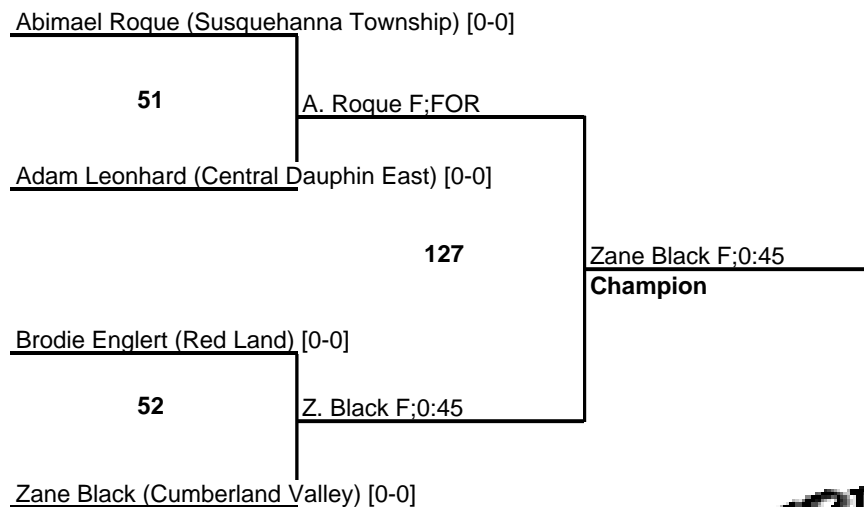 Abimael Roque (Susquehanna Township) [0-0]
51
A. Roque F;FOR
Adam Leonhard (Central Dauphin East) [0-0]
127
Zane Black F;0:45
Champion
Brodie Englert (Red Land) [0-0]
52
Z. Black F;0:45
Zane Black (Cumberland Valley) [0-0]